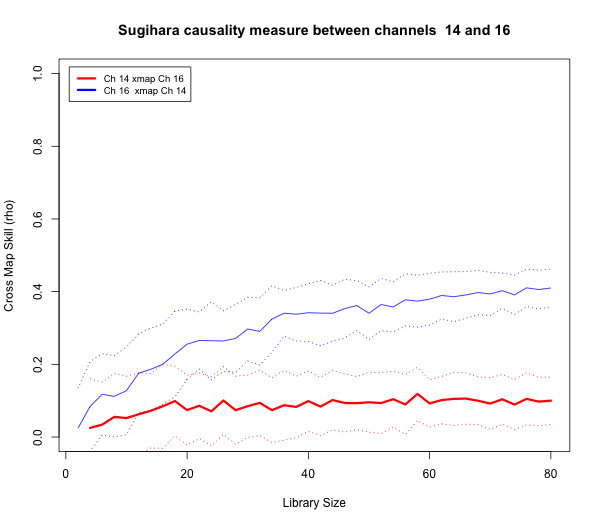 Sugihara causality measure between channels  14 and 16
Ch 14 xmap Ch 16
Ch 16  xmap Ch 14
Cross Map Skill (rho)
1.0
0.8
0.6
0.4
0.2
0.0
0 20 40 60 80
Library Size